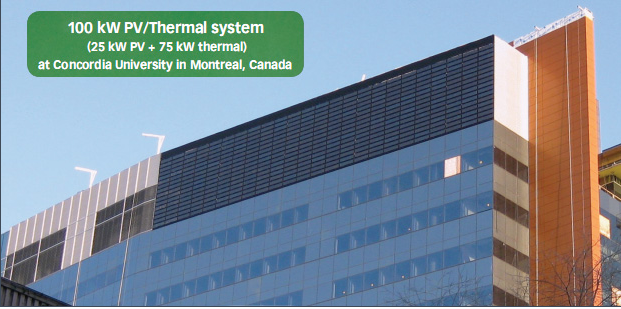 100 kW PV/Thermal system
(25 kW PV + 75 kW thermal)
at Concordia University in Montreal, Canada